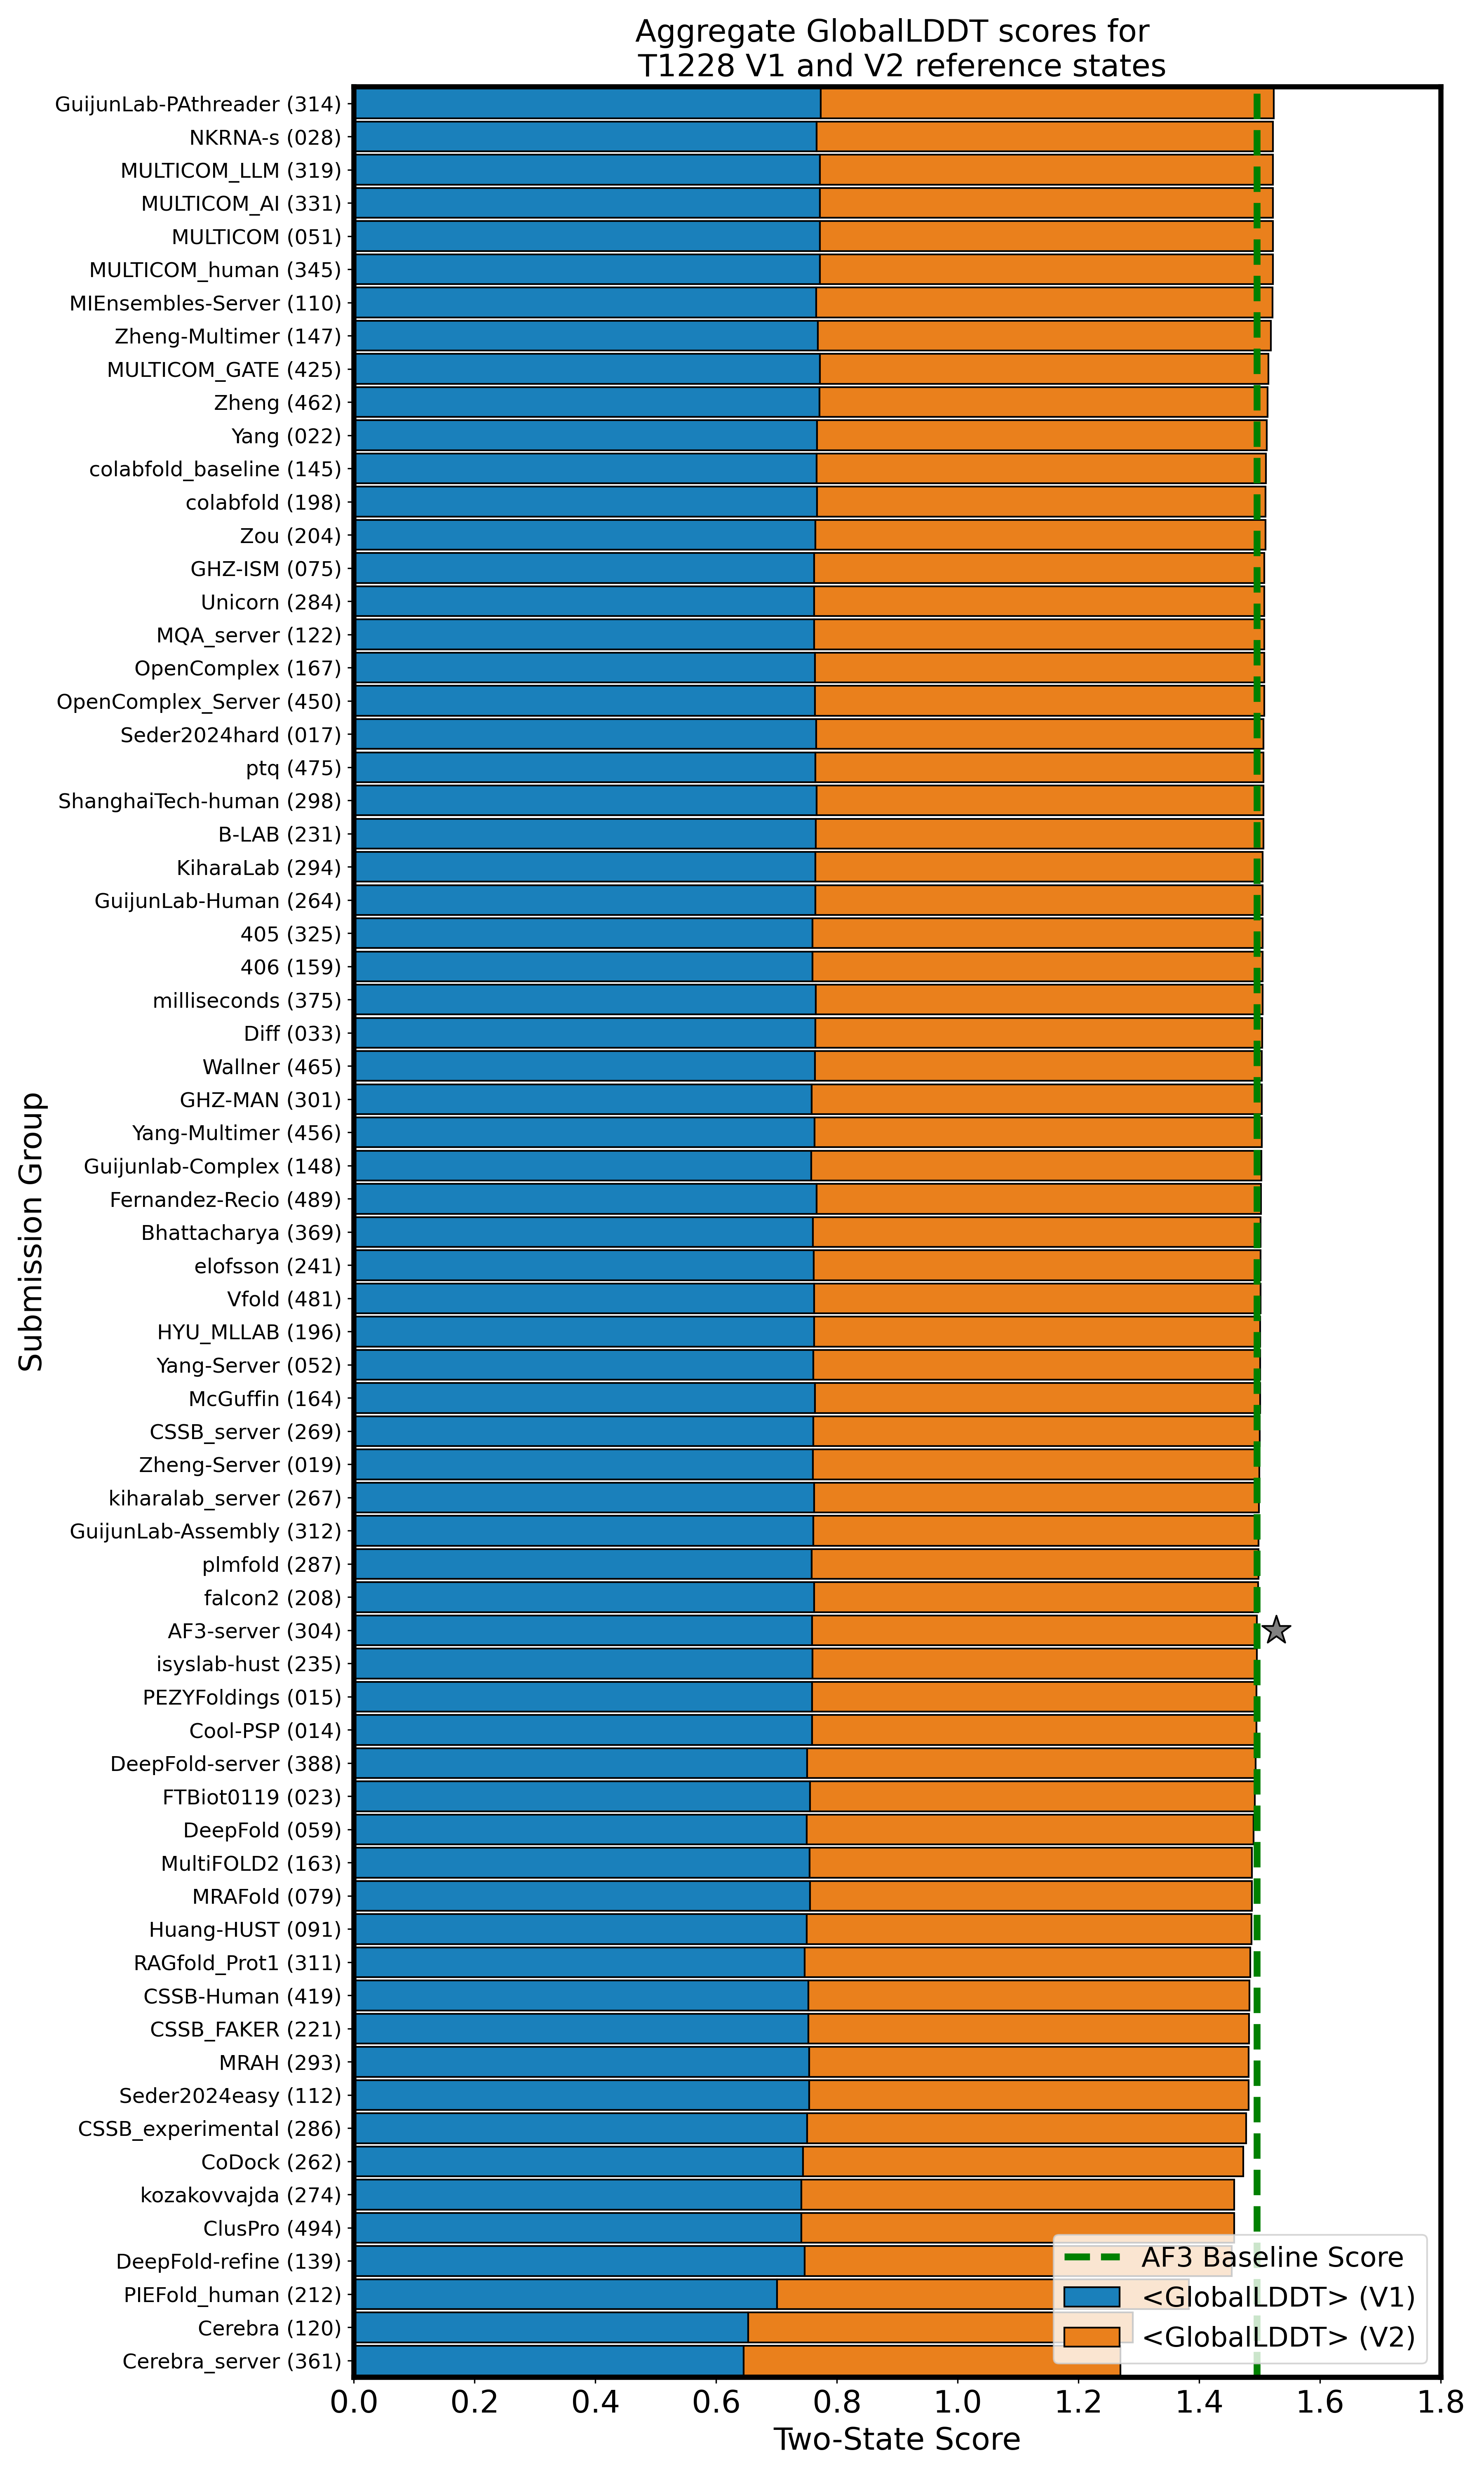 Aggregate GlobalLDDT scores for
T1228 V1 and V2 reference states
GuijunLab-PAthreader (314)
NKRNA-s (028)
MULTICOM_LLM (319)
MULTICOM_AI (331)
MULTICOM (051)
MULTICOM_human (345)
MIEnsembles-Server (110)
Zheng-Multimer (147)
MULTICOM_GATE (425)
Zheng (462)
Yang (022)
colabfold_baseline (145)
colabfold (198)
Zou (204)
GHZ-ISM (075)
Unicorn (284)
MQA_server (122)
OpenComplex (167)
OpenComplex_Server (450)
Seder2024hard (017)
ptq (475)
ShanghaiTech-human (298)
B-LAB (231)
KiharaLab (294)
GuijunLab-Human (264)
405 (325)
406 (159)
milliseconds (375)
Diff (033)
Wallner (465)
GHZ-MAN (301)
Yang-Multimer (456)
Guijunlab-Complex (148)
Fernandez-Recio (489)
Bhattacharya (369)
elofsson (241)
Vfold (481)
HYU_MLLAB (196)
Yang-Server (052)
McGuffin (164)
CSSB_server (269)
Zheng-Server (019)
kiharalab_server (267)
GuijunLab-Assembly (312)
plmfold (287)
falcon2 (208)
AF3-server (304)
isyslab-hust (235)
PEZYFoldings (015)
Cool-PSP (014)
DeepFold-server (388)
FTBiot0119 (023)
DeepFold (059)
MultiFOLD2 (163)
MRAFold (079)
Huang-HUST (091)
RAGfold_Prot1 (311)
CSSB-Human (419)
CSSB_FAKER (221)
MRAH (293)
Seder2024easy (112)
CSSB_experimental (286)
CoDock (262)
kozakovvajda (274)
ClusPro (494)
DeepFold-refine (139)
PIEFold_human (212)
Cerebra (120)
Cerebra_server (361)
Submission Group
AF3 Baseline Score
<GlobalLDDT> (V1)
<GlobalLDDT> (V2)
0.0 0.2 0.4 0.6 0.8 1.0 1.2 1.4 1.6 1.8
Two-State Score